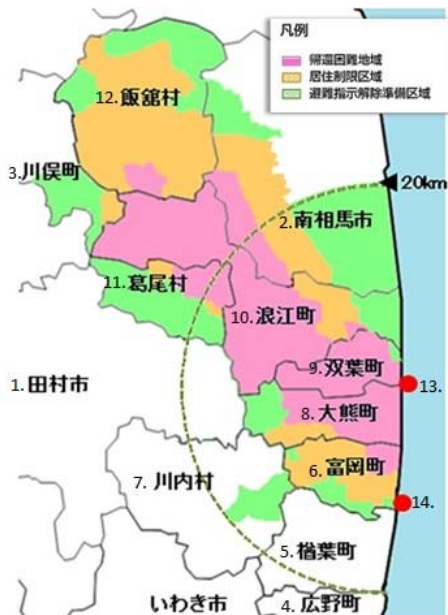 凡例
帰還困難地域
居住制限区域
避難指示解除準備区域
12. 飯舘村
3. 川俣町
20km
2. 南相馬市
11. 葛尾村
10. 浪江町
9. 双葉町
1. 田村市
13.
8. 大熊町
6. 富岡町
7. 川内村
14.
5. 楢葉町
いわき市
4. 広野町